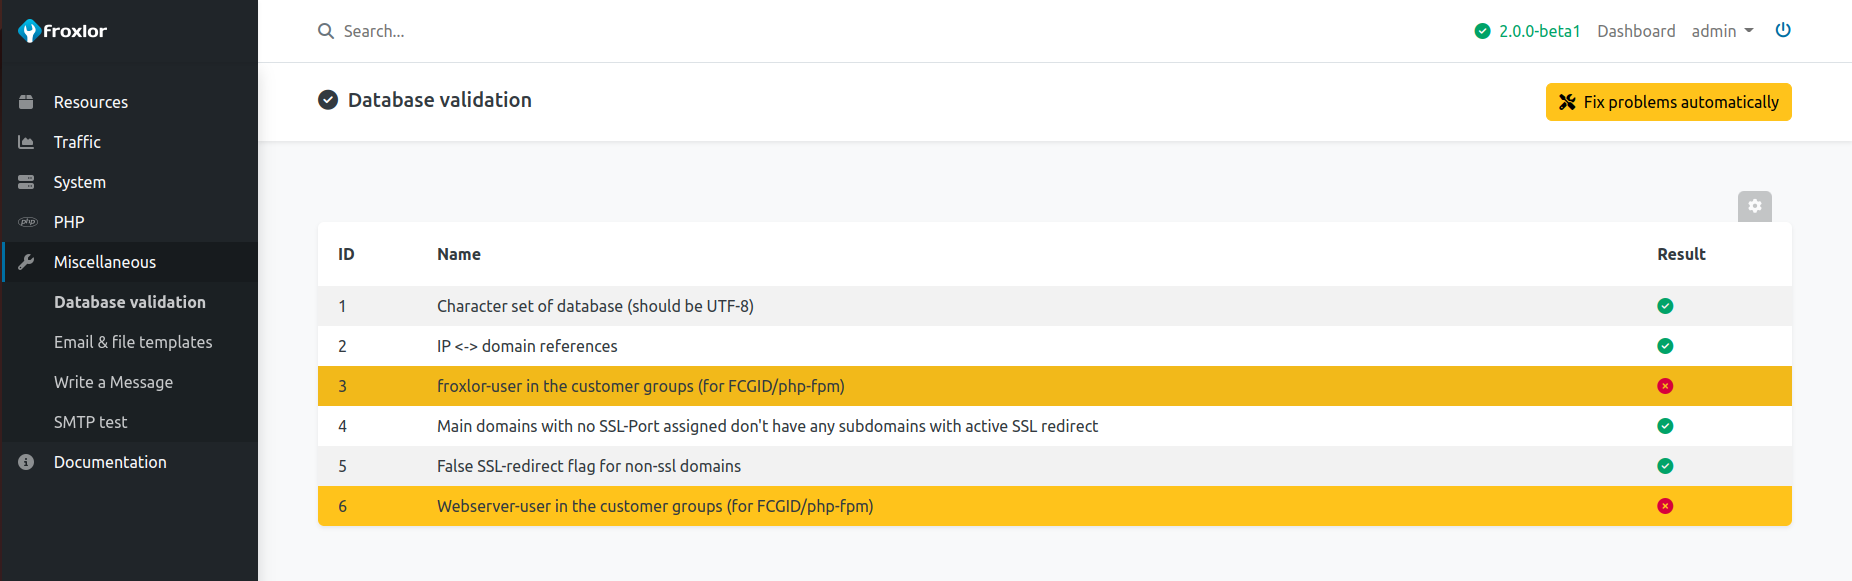 froxlor
Search...
2.0.0-beta1 Dashboard admin
Resources
Traffic
System
php PHP
Miscellaneous
Database validation
Email & file templates
Write a Message
SMTP test
Documentation
Database validation
Fix problems automatically
ID Name Result
1 Character set of database (should be UTF-8)
2 IP <-> domain references
3 froxlor-user in the customer groups (for FCGID/php-fpm)
4 Main domains with no SSL-Port assigned don't have any subdomains with active SSL redirect
5 False SSL-redirect flag for non-ssl domains
6 Webserver-user in the customer groups (for FCGID/php-fpm)